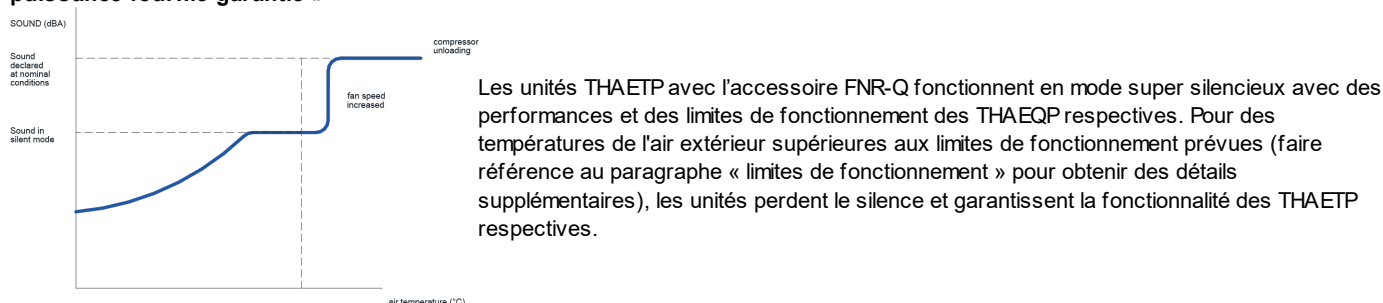 puissance fournie garantie »
SOUND (dBA)
Sound
declared
at nominal
conditions
compressor
unloading
fan speed
increased
Sound in
silent mode
air temperature (°C)
Les unités THAETP avec l'accessoire FNR-Q fonctionnent en mode super silencieux avec des
performances et des limites de fonctionnement des THAEQP respectives. Pour des
températures de l'air extérieur supérieures aux limites de fonctionnement prévues (faire
référence au paragraphe « limites de fonctionnement » pour obtenir des détails
supplémentaires), les unités perdent le silence et garantissent la fonctionnalité des THAETP
respectives.